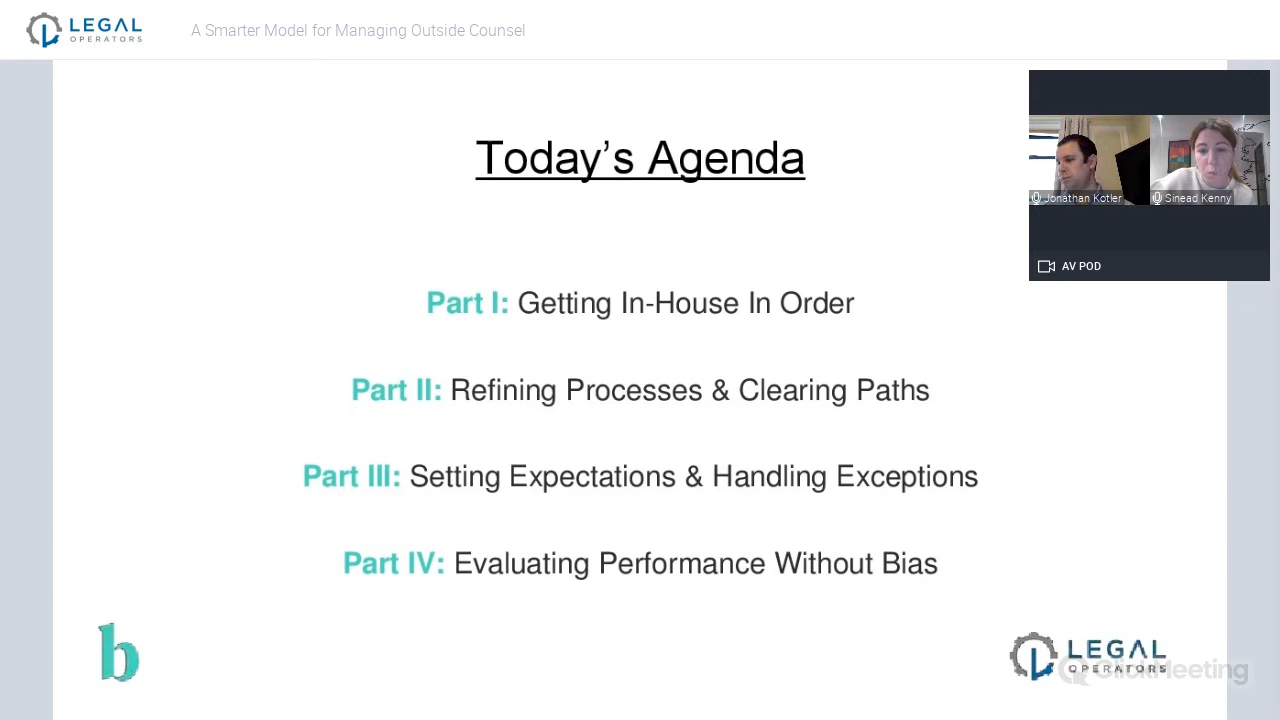 LEGAL
OPERATORS
A Smarter Model for Managing Outside Counsel
Today's Agenda
Jonathan Kotler
Sinead Kenny
AV POD
Part I: Getting In-House In Order
Part II: Refining Processes & Clearing Paths
Part III: Setting Expectations & Handling Exceptions
Part IV: Evaluating Performance Without Bias
b
LEGAL
OPERATORS
ClickMeeting